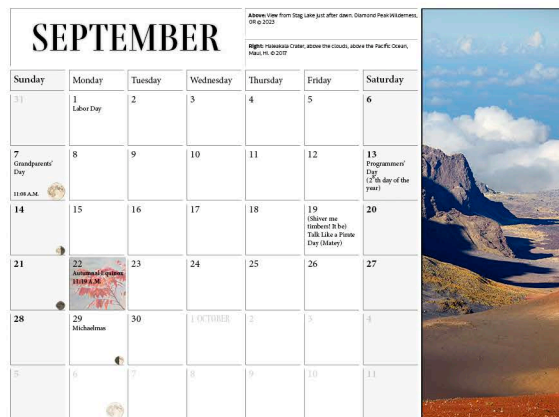 SEPTEMBER
Above: View from Stag Lake just after dawn. Diamond Peak Wilderness,
OR © 2023
Right: Haleakala Crater, above the clouds, above the Pacific Ocean,
Maui, HI. © 2017
Sunday Monday Tuesday Wednesday Thursday Friday Saturday
31 1 2 3 4 5 6
Labor Day
7 8 9 10 11 12 13
Grandparents'
Day
11:08 A.M.
Programmers'
Day
(2⁸th day of the
year)
14 15 16 17 18 19 20
(Shiver me
timbers! It be)
Talk Like a Pirate
Day (Matey)
21 22 23 24 25 26 27
Autumnal Equinox
11:19 A.M.
28 29 30 1 OCTOBER 2 3 4
Michaelmas
5 6 7 8 9 10 11